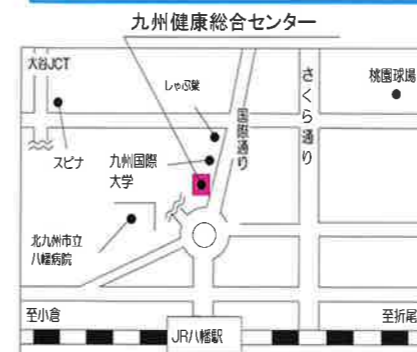 九州健康総合センター
大谷JCT
しゃぶ葉
国際通り
さくら通り
桃園球場
スピナ
九州国際
大学
北九州市立
八幡病院
至小倉
至折尾
JR八幡駅